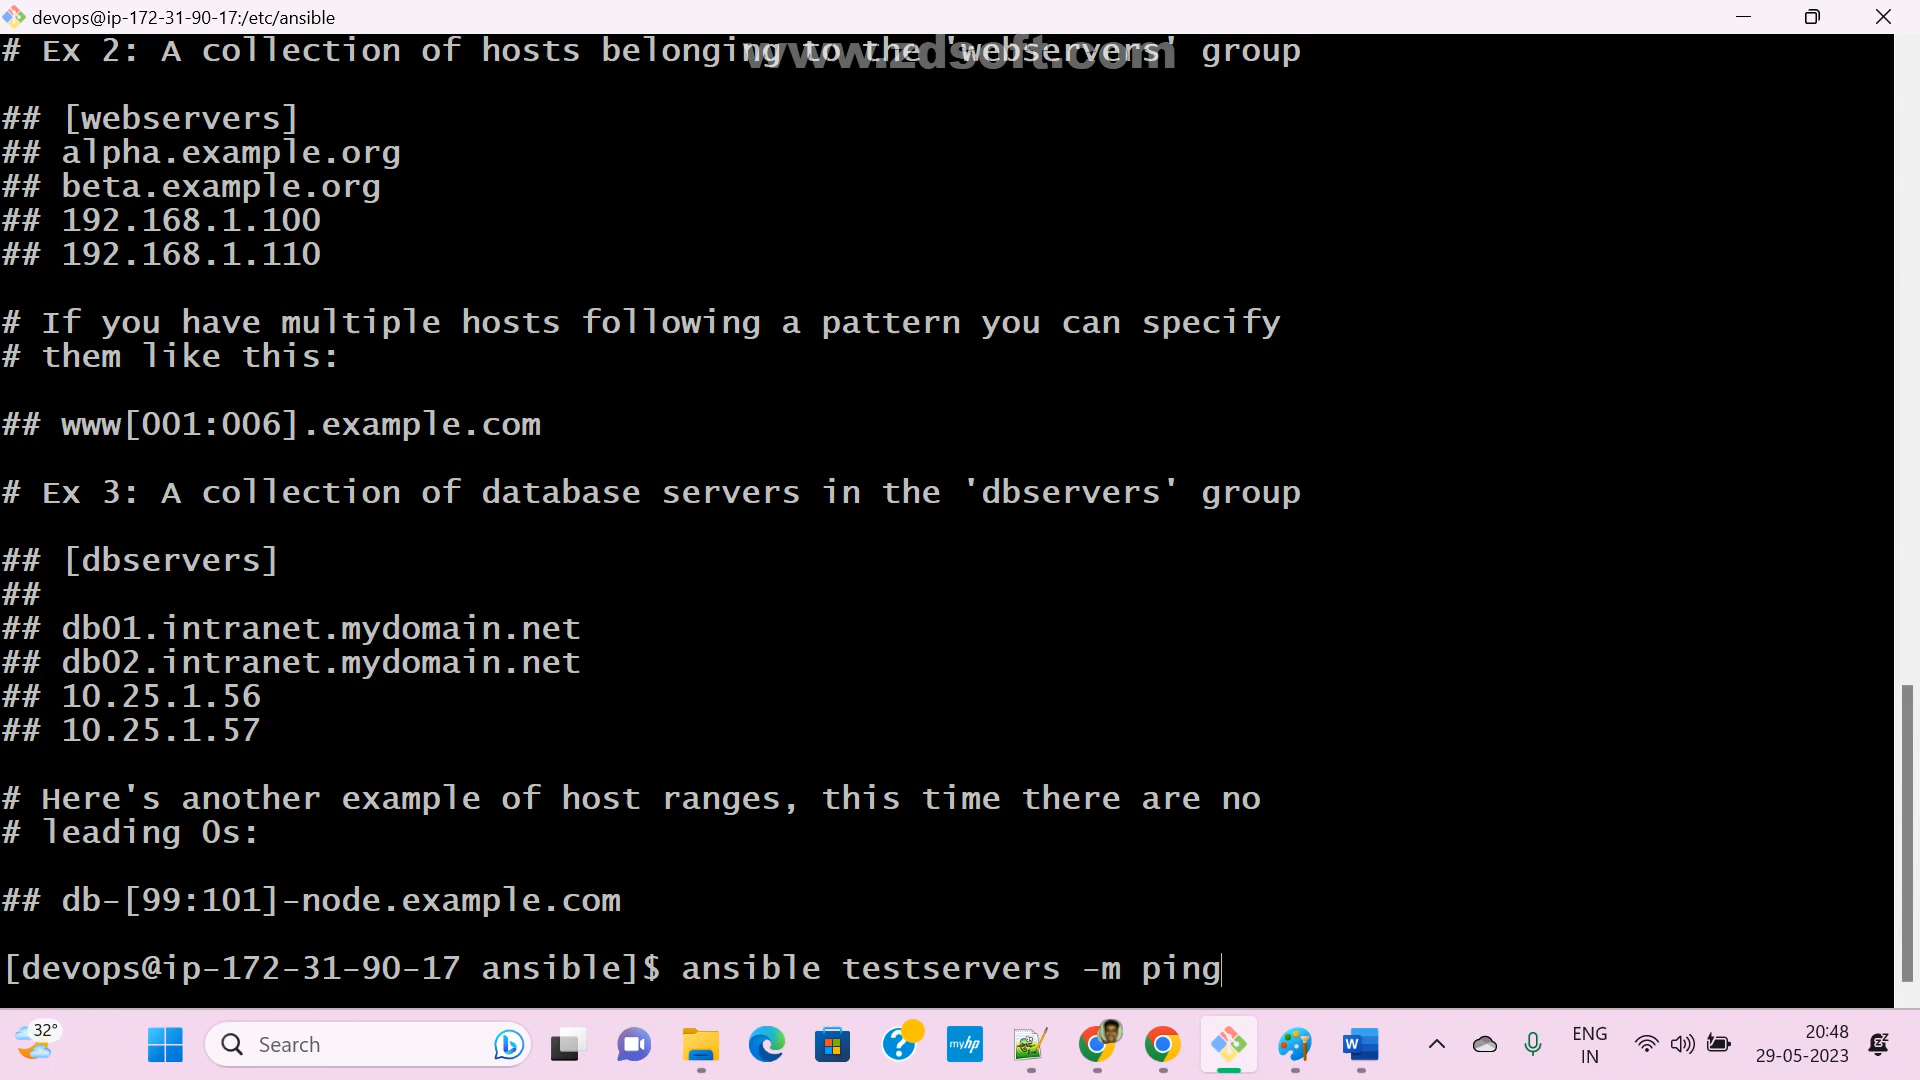 devops@ip-172-31-90-17:/etc/ansible
# Ex 2: A collection of hosts belonging to the 'webservers' group
www.zdsoft.com
## [webservers]
## alpha.example.org
## beta.example.org
## 192.168.1.100
## 192.168.1.110
# If you have multiple hosts following a pattern you can specify
# them like this:
## www[001:006].example.com
# Ex 3: A collection of database servers in the 'dbservers' group
## [dbservers]
##
## db01.intranet.mydomain.net
## db02.intranet.mydomain.net
## 10.25.1.56
## 10.25.1.57
# Here's another example of host ranges, this time there are no
# leading 0s:
## db-[99:101]-node.example.com
[devops@ip-172-31-90-17 ansible]$ ansible testservers -m ping
32°
Search
myhp
W
ENG
IN
20:48
29-05-2023